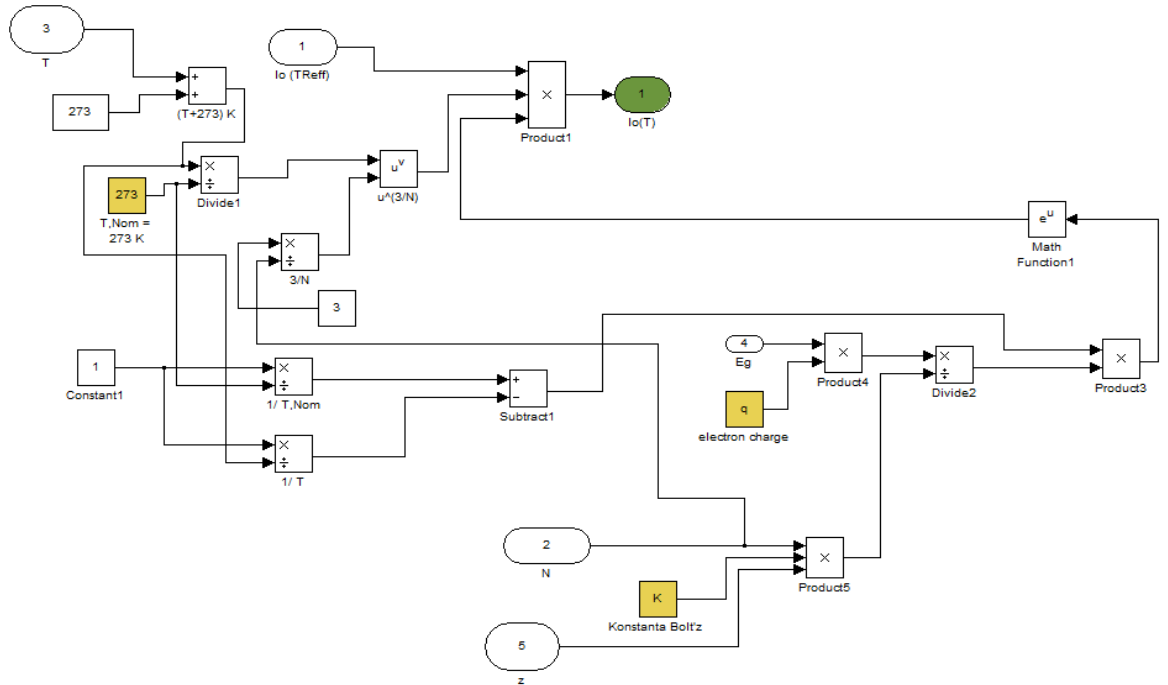 3
T
273
+
+
(T+273) K
1
Io (TReff)
×
Product1
1
Io(T)
273
T,Nom =
273 K
×
÷
Divide1
u^v
u^(3/N)
e^u
Math
Function1
×
÷
3/N
3
1
Constant1
×
÷
1/ T,Nom
×
÷
1/ T
+
−
Subtract1
4
Eg
q
electron charge
×
Product4
×
÷
Divide2
×
Product3
2
N
K
Konstanta Bolt'z
5
z
×
Product5